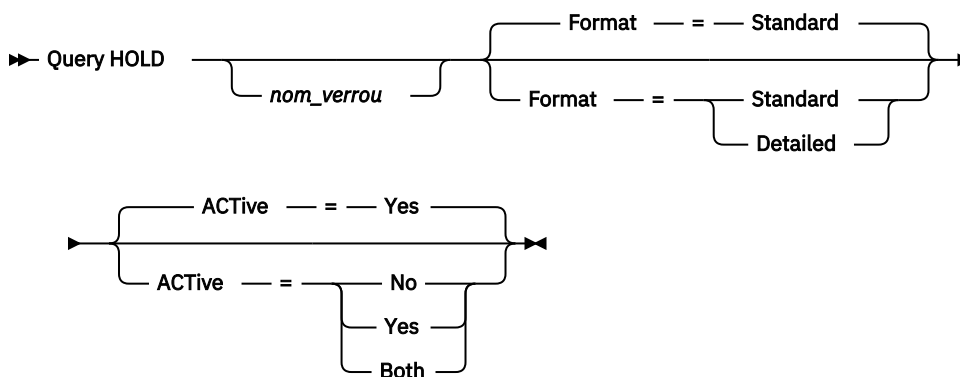 Format = Standard
Query HOLD
nom_verrou
Format = Standard
Detailed
ACTive = Yes
ACTive = No
Yes
Both